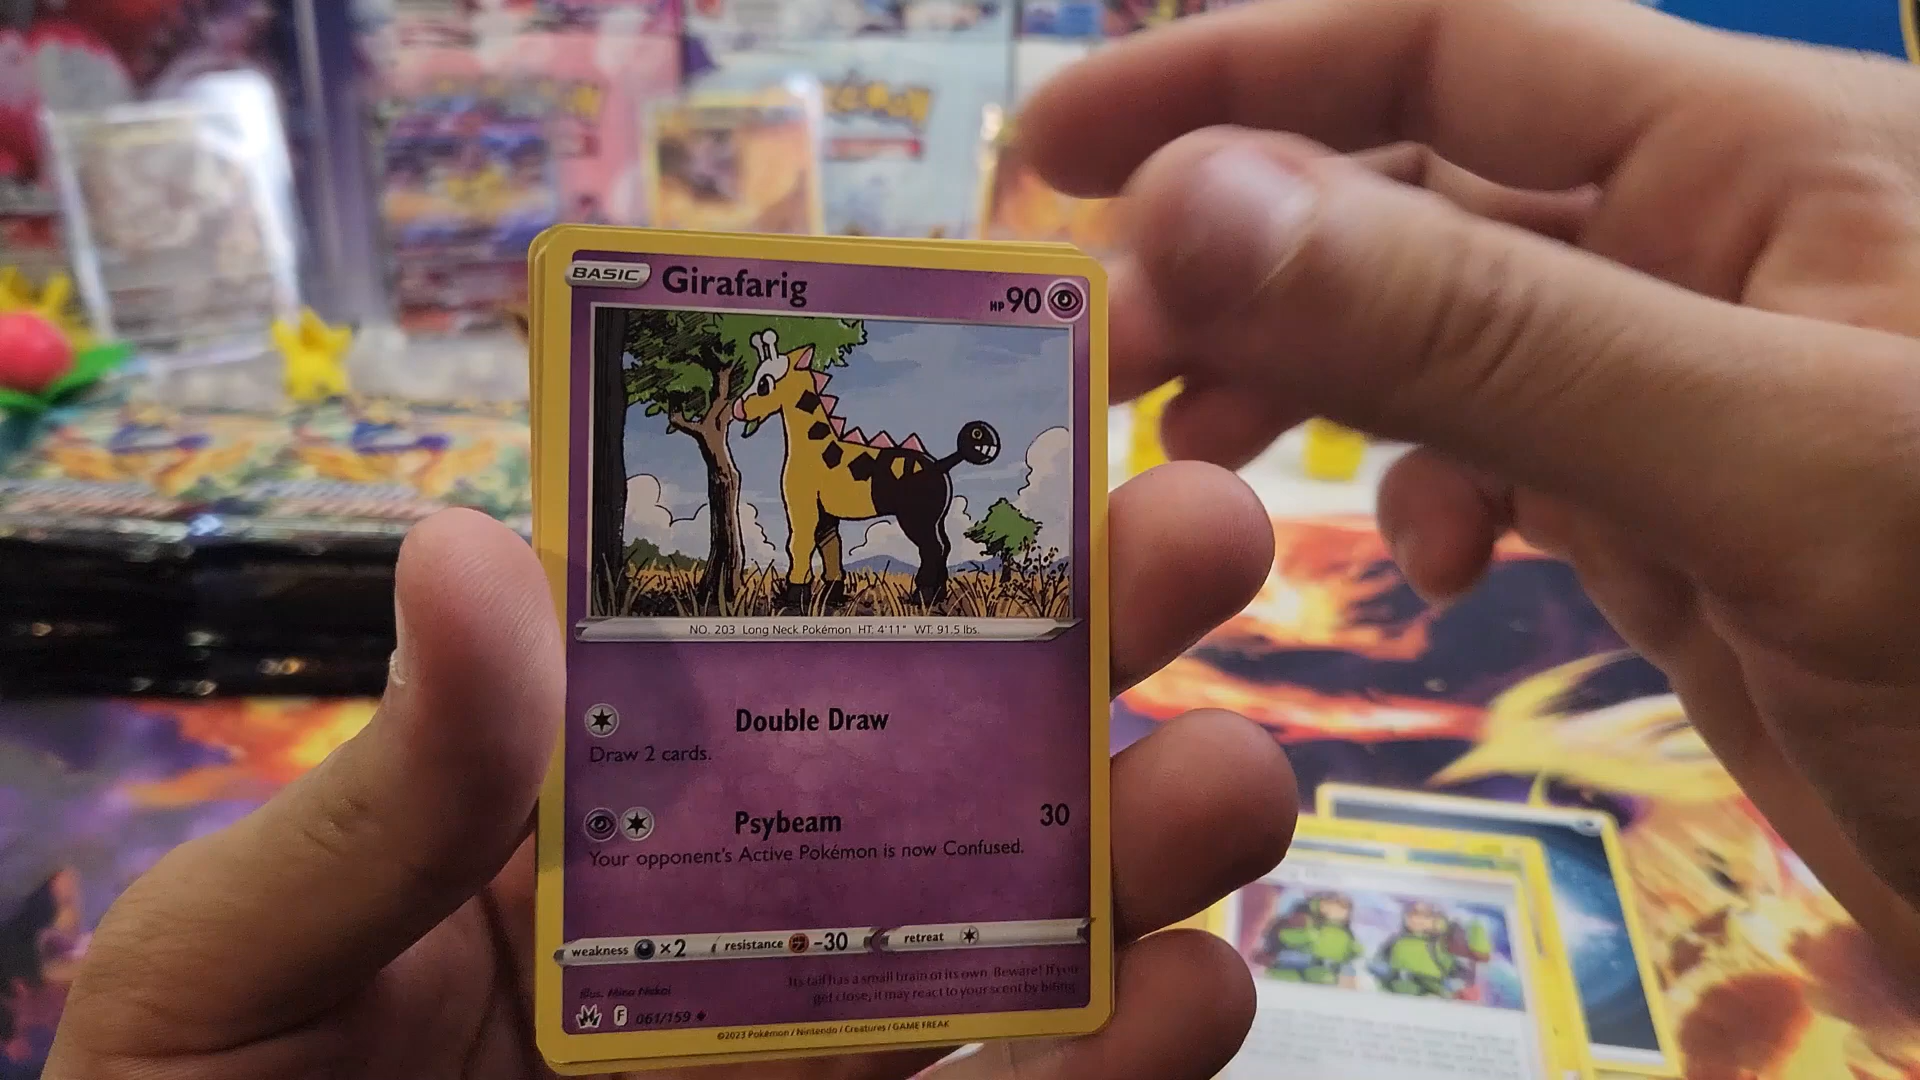 BASIC Girafarig HP 90
NO. 203 Long Neck Pokémon HT: 4'11" WT: 91.5 lbs.
Double Draw
Draw 2 cards.
Psybeam 30
Your opponent's Active Pokémon is now Confused.
weakness ×2 resistance -30 retreat
Its tail has a small brain of its own. Beware! If you
get close, it may react to your scent by biting.
Illus. Mina Nakai
F 061/159
©2023 Pokémon / Nintendo / Creatures / GAME FREAK